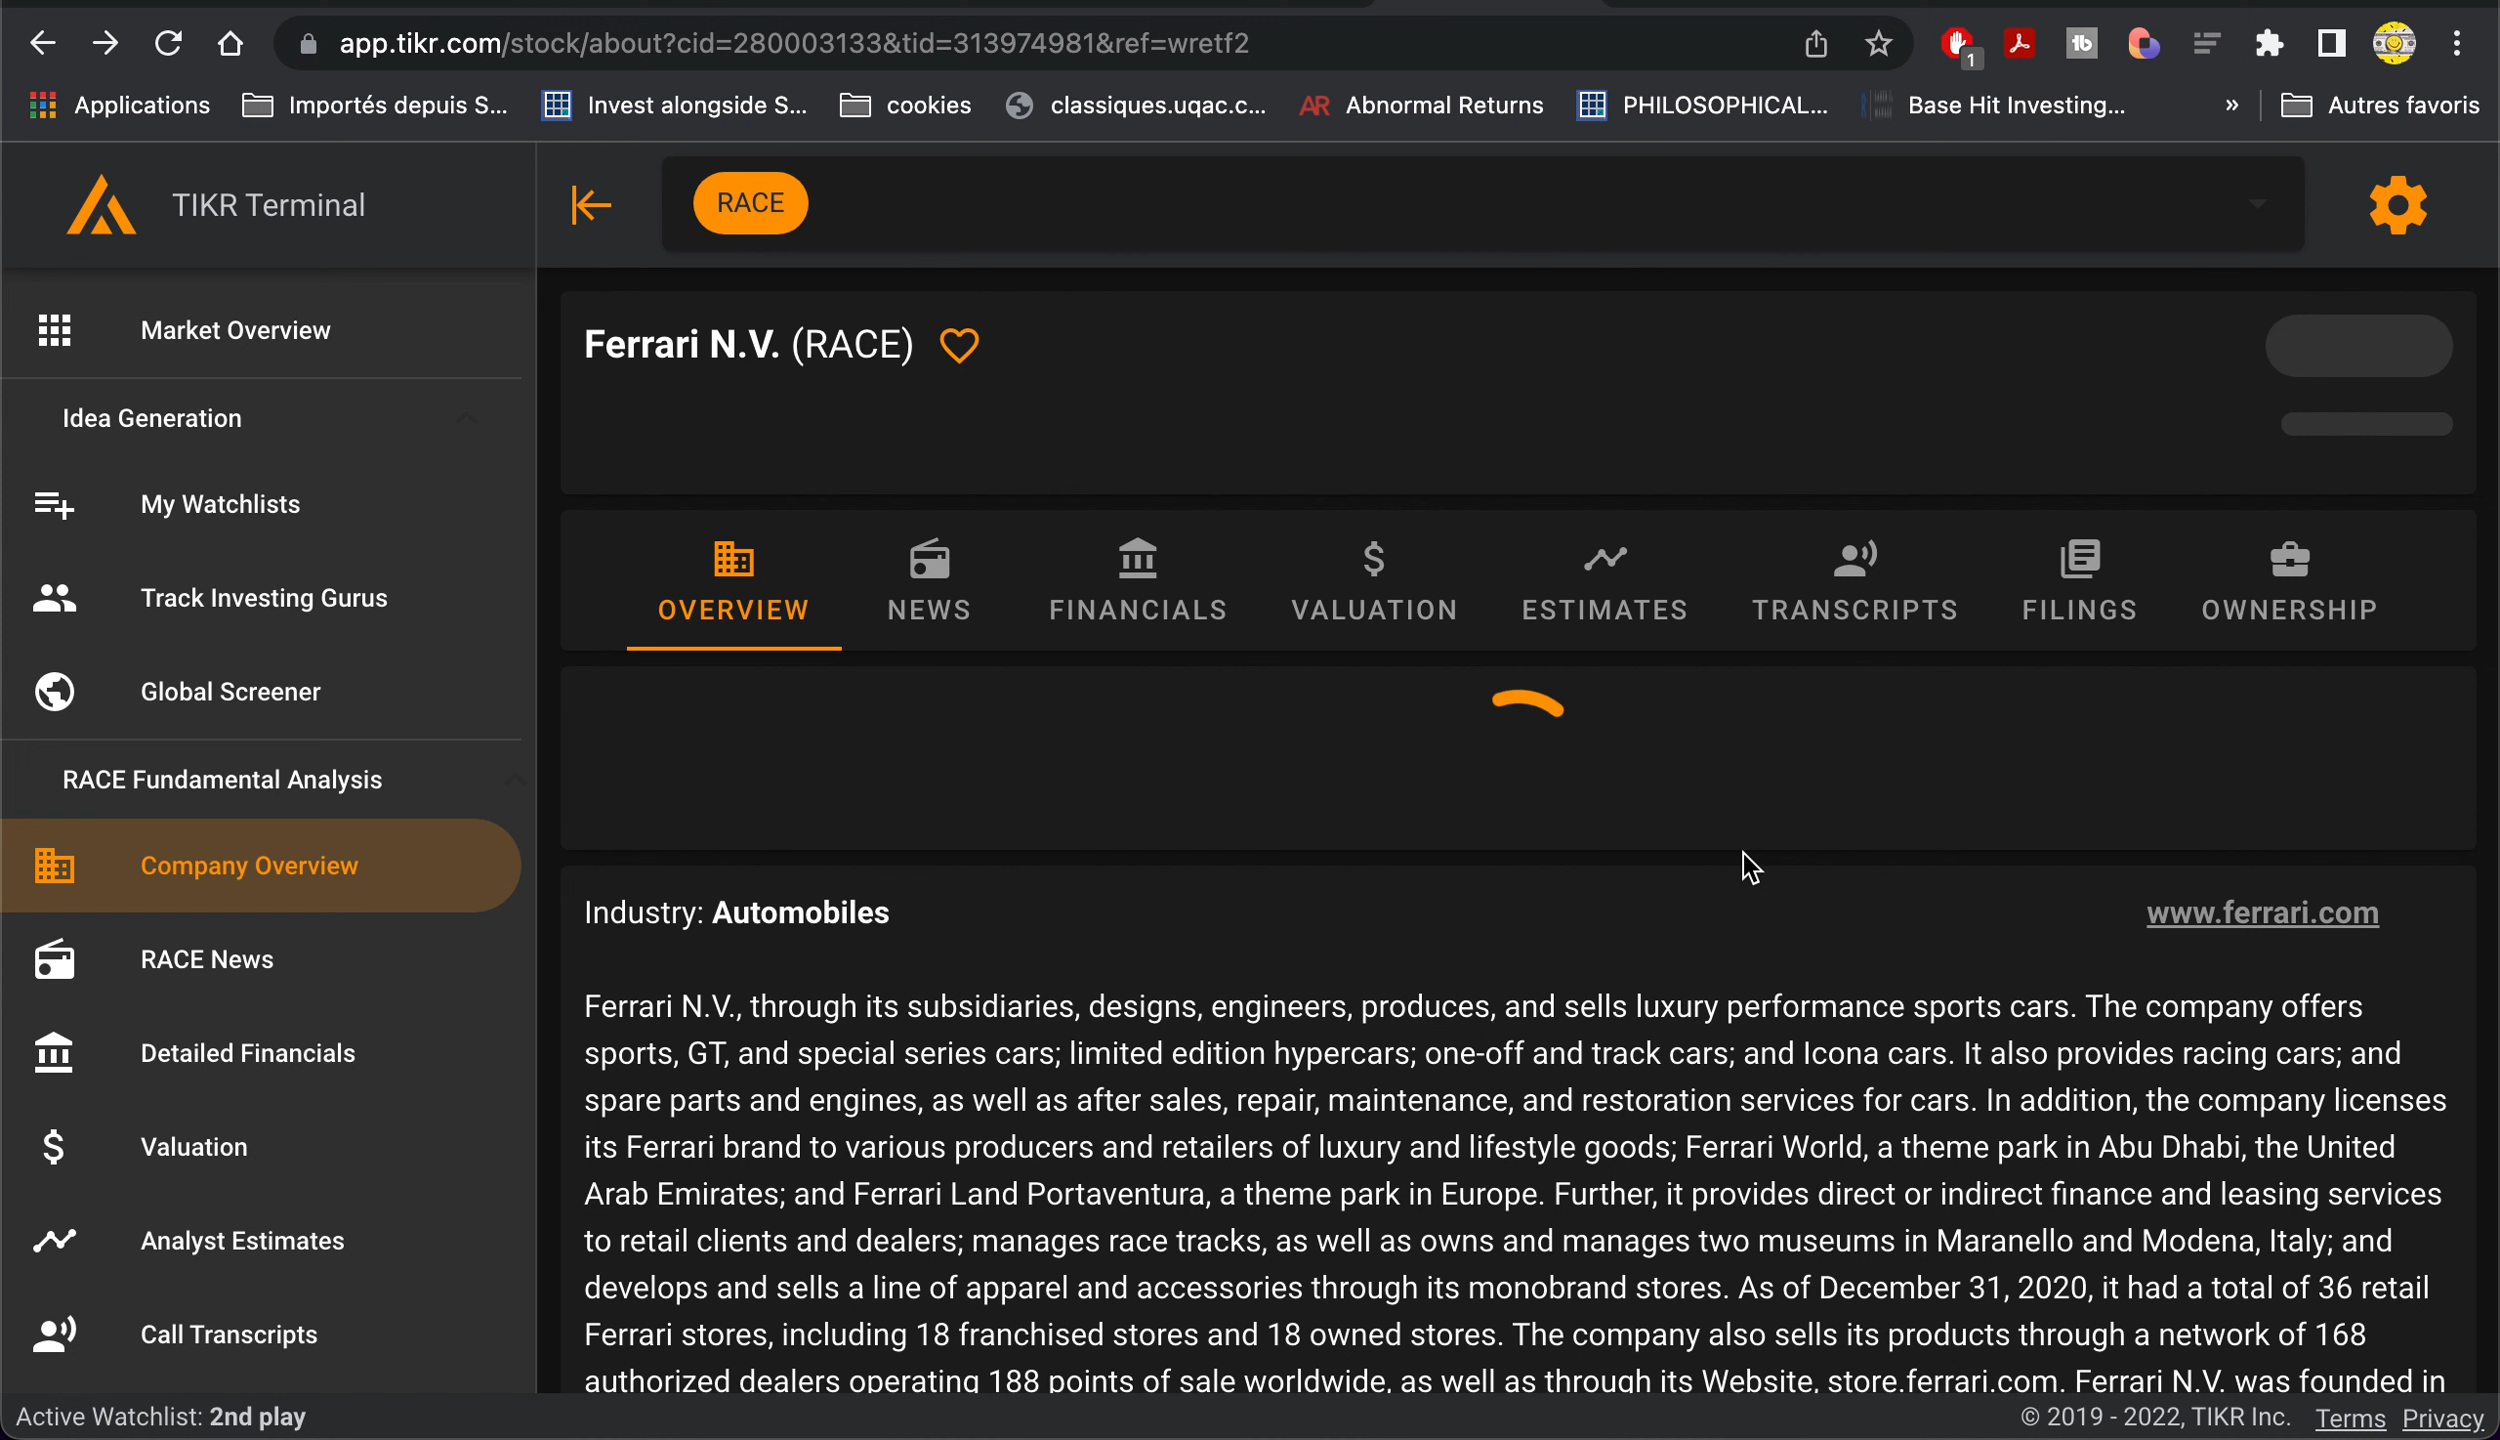 app.tikr.com/stock/about?cid=280003133&tid=313974981&ref=wretf2
1
Applications
Importés depuis S...
Invest alongside S...
cookies
classiques.uqac.c...
AR Abnormal Returns
PHILOSOPHICAL...
Base Hit Investing...
»
Autres favoris
TIKR Terminal
RACE
Market Overview
Idea Generation
My Watchlists
Track Investing Gurus
Global Screener
RACE Fundamental Analysis
Company Overview
RACE News
Detailed Financials
Valuation
Analyst Estimates
Call Transcripts
Ferrari N.V. (RACE)
OVERVIEW
NEWS
FINANCIALS
VALUATION
ESTIMATES
TRANSCRIPTS
FILINGS
OWNERSHIP
Industry: Automobiles
www.ferrari.com
Ferrari N.V., through its subsidiaries, designs, engineers, produces, and sells luxury performance sports cars. The company offers
sports, GT, and special series cars; limited edition hypercars; one-off and track cars; and Icona cars. It also provides racing cars; and
spare parts and engines, as well as after sales, repair, maintenance, and restoration services for cars. In addition, the company licenses
its Ferrari brand to various producers and retailers of luxury and lifestyle goods; Ferrari World, a theme park in Abu Dhabi, the United
Arab Emirates; and Ferrari Land Portaventura, a theme park in Europe. Further, it provides direct or indirect finance and leasing services
to retail clients and dealers; manages race tracks, as well as owns and manages two museums in Maranello and Modena, Italy; and
develops and sells a line of apparel and accessories through its monobrand stores. As of December 31, 2020, it had a total of 36 retail
Ferrari stores, including 18 franchised stores and 18 owned stores. The company also sells its products through a network of 168
authorized dealers operating 188 points of sale worldwide, as well as through its Website, store.ferrari.com. Ferrari N.V. was founded in
Active Watchlist: 2nd play
© 2019 - 2022, TIKR Inc.
Terms
Privacy